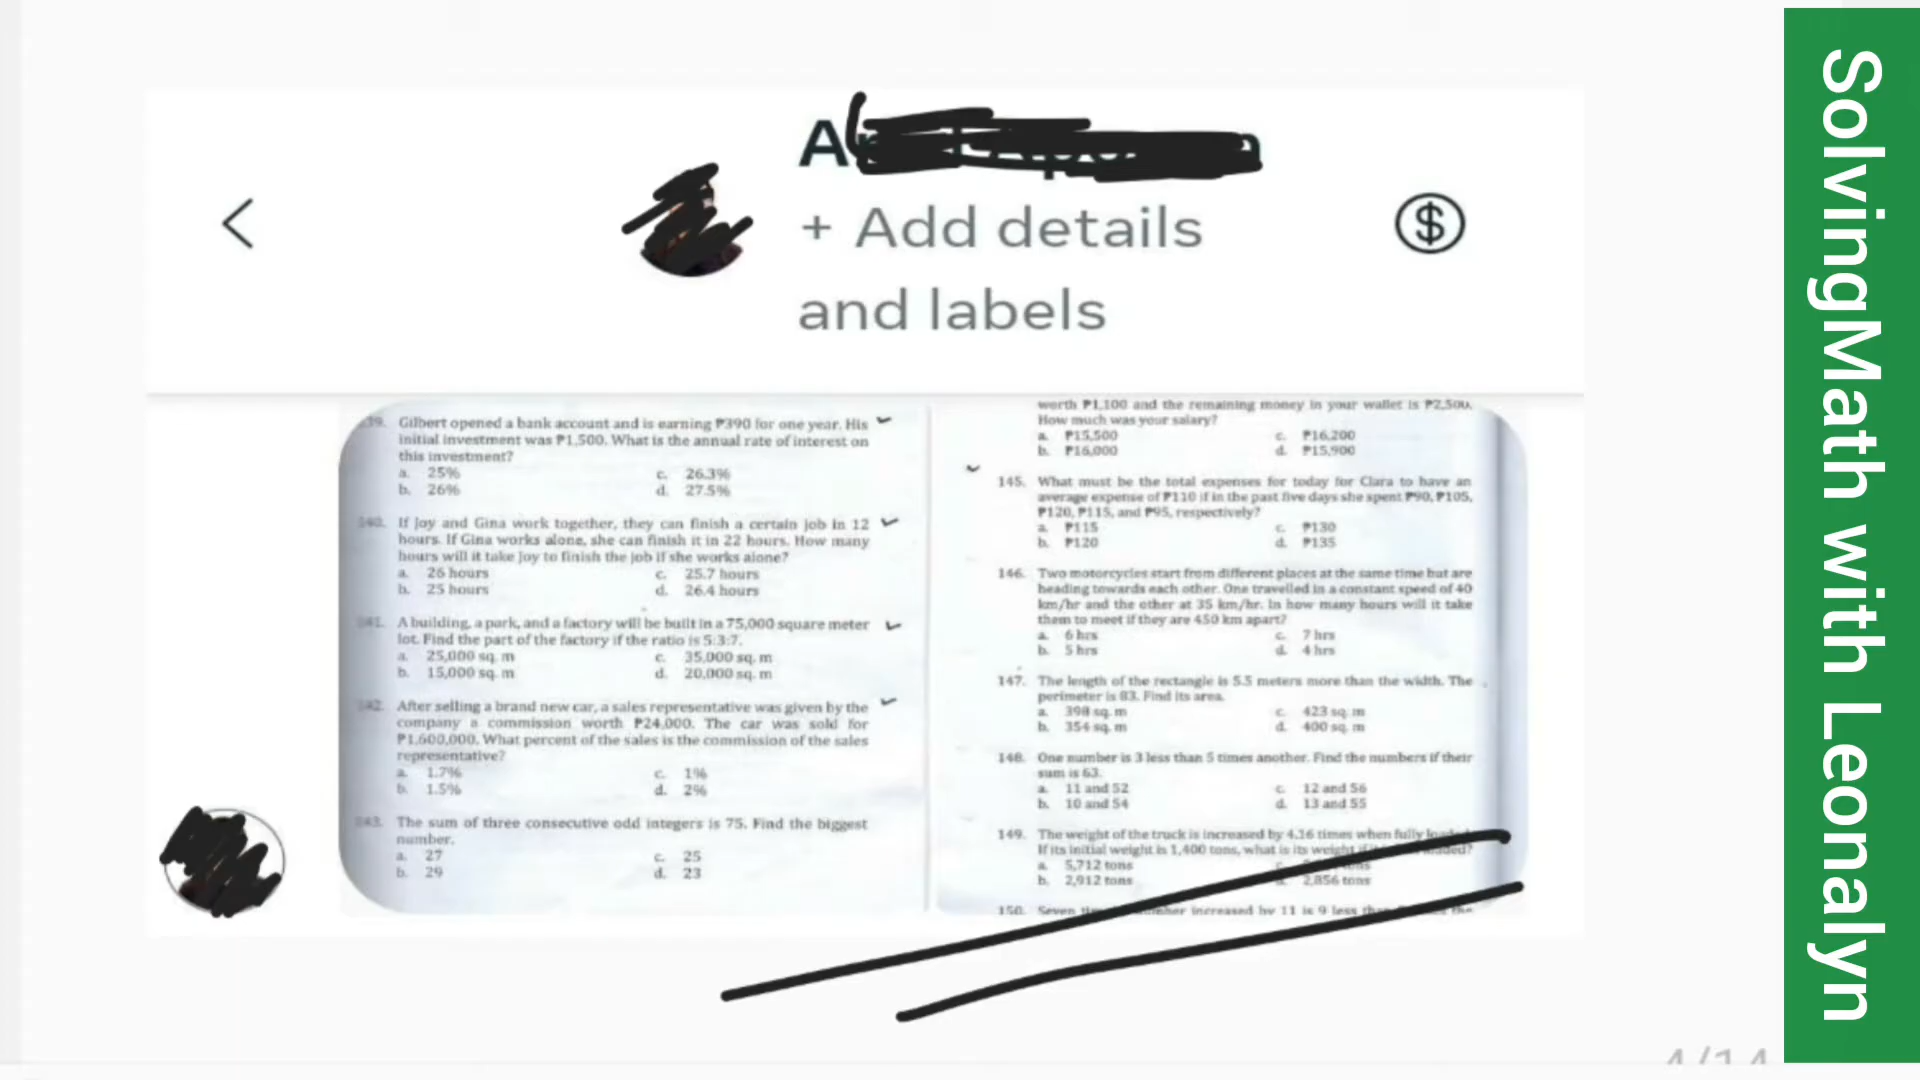 + Add details
and labels
$
39. Gilbert opened a bank account and is earning ₱390 for one year. His
initial investment was ₱1,500. What is the annual rate of interest on
this investment?
a. 25% c. 26.3%
b. 26% d. 27.5%
140. If Joy and Gina work together, they can finish a certain job in 12
hours. If Gina works alone, she can finish it in 22 hours. How many
hours will it take Joy to finish the job if she works alone?
a. 26 hours c. 25.7 hours
b. 25 hours d. 26.4 hours
141. A building, a park, and a factory will be built in a 75,000 square meter
lot. Find the part of the factory if the ratio is 5:3:7.
a. 25,000 sq. m c. 35,000 sq. m
b. 15,000 sq. m d. 20,000 sq. m
142. After selling a brand new car, a sales representative was given by the
company a commission worth ₱24,000. The car was sold for
₱1,600,000. What percent of the sales is the commission of the sales
representative?
a. 1.7% c. 1%
b. 1.5% d. 2%
143. The sum of three consecutive odd integers is 75. Find the biggest
number.
a. 27 c. 25
b. 29 d. 23
worth ₱1,100 and the remaining money in your wallet is ₱2,500.
How much was your salary?
a. ₱15,500 c. ₱16,200
b. ₱16,000 d. ₱15,900
145. What must be the total expenses for today for Clara to have an
average expense of ₱110 if in the past five days she spent ₱90, ₱105,
₱120, ₱115, and ₱95, respectively?
a. ₱115 c. ₱130
b. ₱120 d. ₱135
146. Two motorcycles start from different places at the same time but are
heading towards each other. One travelled in a constant speed of 40
km/hr and the other at 35 km/hr. In how many hours will it take
them to meet if they are 450 km apart?
a. 6 hrs c. 7 hrs
b. 5 hrs d. 4 hrs
147. The length of the rectangle is 5.5 meters more than the width. The
perimeter is 83. Find its area.
a. 398 sq. m c. 423 sq. m
b. 354 sq. m d. 400 sq. m
148. One number is 3 less than 5 times another. Find the numbers if their
sum is 63.
a. 11 and 52 c. 12 and 56
b. 10 and 54 d. 13 and 55
149. The weight of the truck is increased by 4.16 times when fully
If its initial weight is 1,400 tons, what is its weight
a. 5,712 tons
b. 2,912 tons 2,856 tons
150. Seven increased by 11 is 9 less
SolvingMath with Leonalyn
4/14